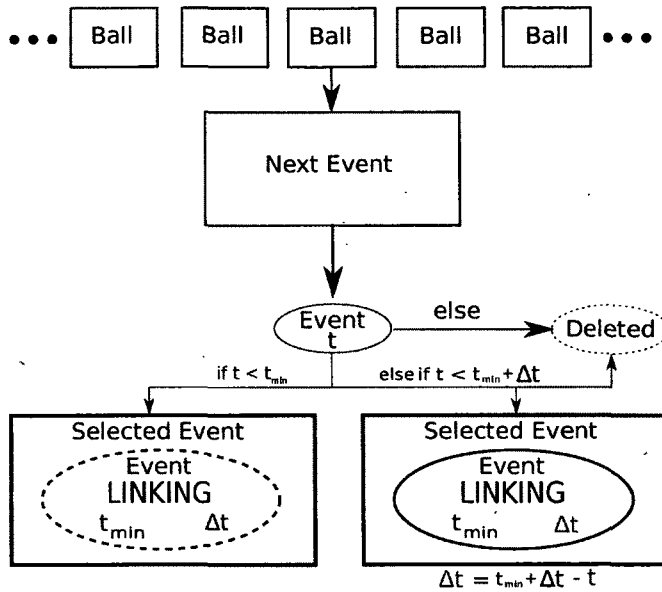 ••• Ball Ball Ball Ball Ball •••
Next Event
Event
t
else
Deleted
if t < tmin
else if t < tmin + Δt
Selected Event
Event
LINKING
tmin Δt
Selected Event
Event
LINKING
tmin Δt
Δt = tmin + Δt - t